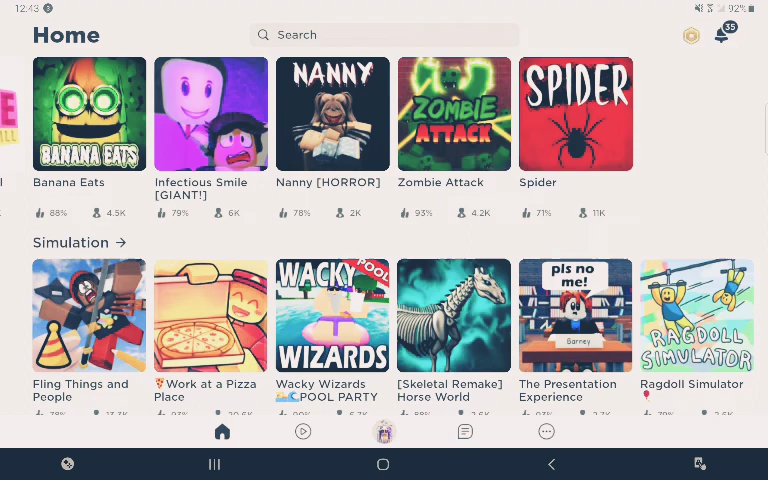 12:43
92%
Home
Search
35
BANANA EATS
NANNY
ZOMBIE
ATTACK
SPIDER
Banana Eats
Infectious Smile
[GIANT!]
Nanny [HORROR]
Zombie Attack
Spider
88% 4.5K
79% 6K
78% 2K
93% 4.2K
71% 11K
Simulation →
WACKY
POOL
WIZARDS
pls no
me!
Barney
RAGDOLL
SIMULATOR
Fling Things and
People
🍕Work at a Pizza
Place
Wacky Wizards
🏊POOL PARTY
[Skeletal Remake]
Horse World
The Presentation
Experience
Ragdoll Simulator
🎈